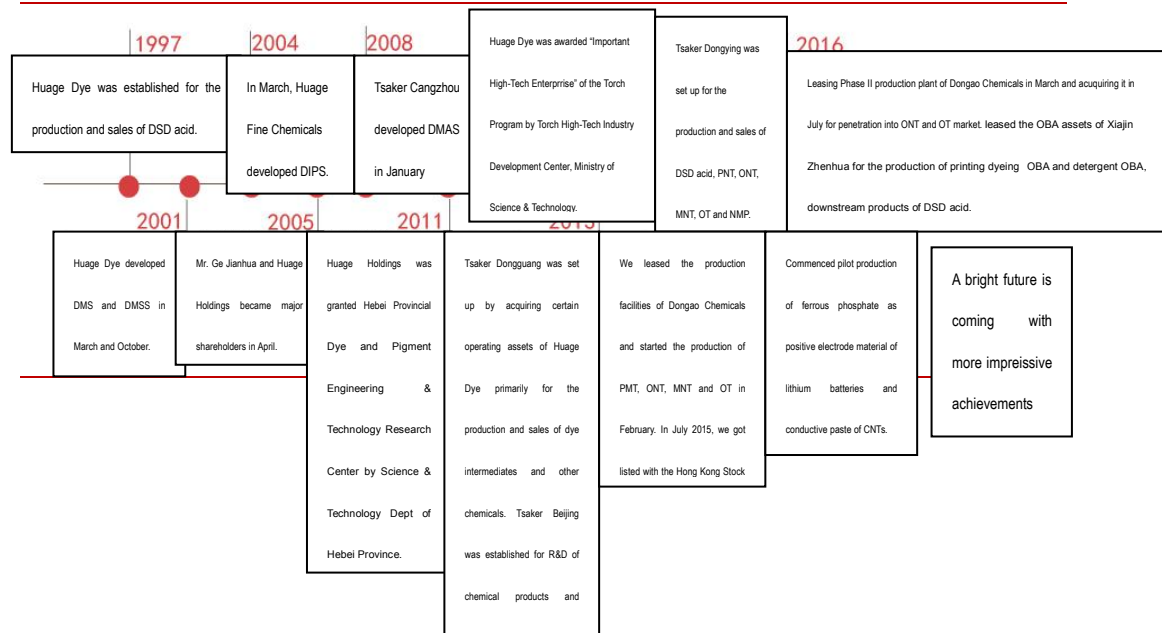 1997
2004
2008
2016
Huage Dye was established for the
production and sales of DSD acid.
In March, Huage
Fine Chemicals
developed DIPS.
Tsaker Cangzhou
developed DMAS
in January
Huage Dye was awarded “Important
High-Tech Enterprrise” of the Torch
Program by Torch High-Tech Industry
Development Center, Ministry of
Science & Technology.
Tsaker Dongying was
set up for the
production and sales of
DSD acid, PNT, ONT,
MNT, OT and NMP.
Leasing Phase II production plant of Dongao Chemicals in March and acuquiring it in
July for penetration into ONT and OT market. leased the OBA assets of Xiajin
Zhenhua for the production of printing dyeing OBA and detergent OBA,
downstream products of DSD acid.
2001
2005
2011
Huage Dye developed
DMS and DMSS in
March and October.
Mr. Ge Jianhua and Huage
Holdings became major
shareholders in April.
Huage Holdings was
granted Hebei Provincial
Dye and Pigment
Engineering &
Technology Research
Center by Science &
Technology Dept of
Hebei Province.
Tsaker Dongguang was set
up by acquiring certain
operating assets of Huage
Dye primarily for the
production and sales of dye
intermediates and other
chemicals. Tsaker Beijing
was established for R&D of
chemical products and
We leased the production
facilities of Dongao Chemicals
and started the production of
PMT, ONT, MNT and OT in
February. In July 2015, we got
listed with the Hong Kong Stock
Commenced pilot production
of ferrous phosphate as
positive electrode material of
lithium batteries and
conductive paste of CNTs.
A bright future is
coming with
more impreissive
achievements